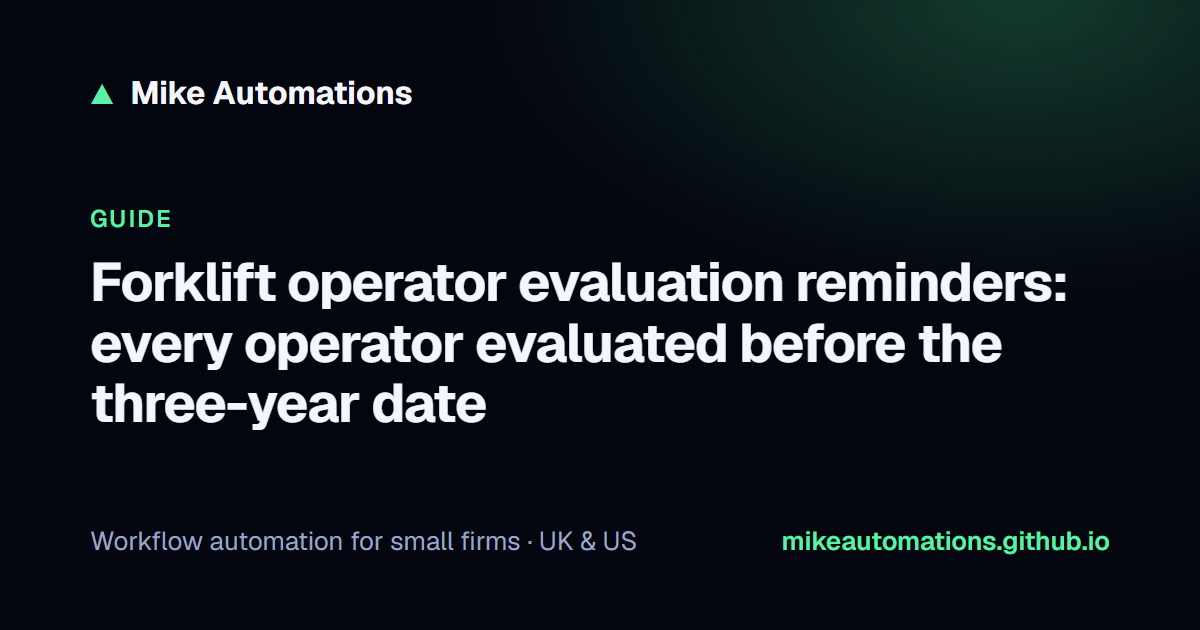 Mike Automations
GUIDE
Forklift operator evaluation reminders:
every operator evaluated before the
three-year date
Workflow automation for small firms · UK & US
mikeautomations.github.io